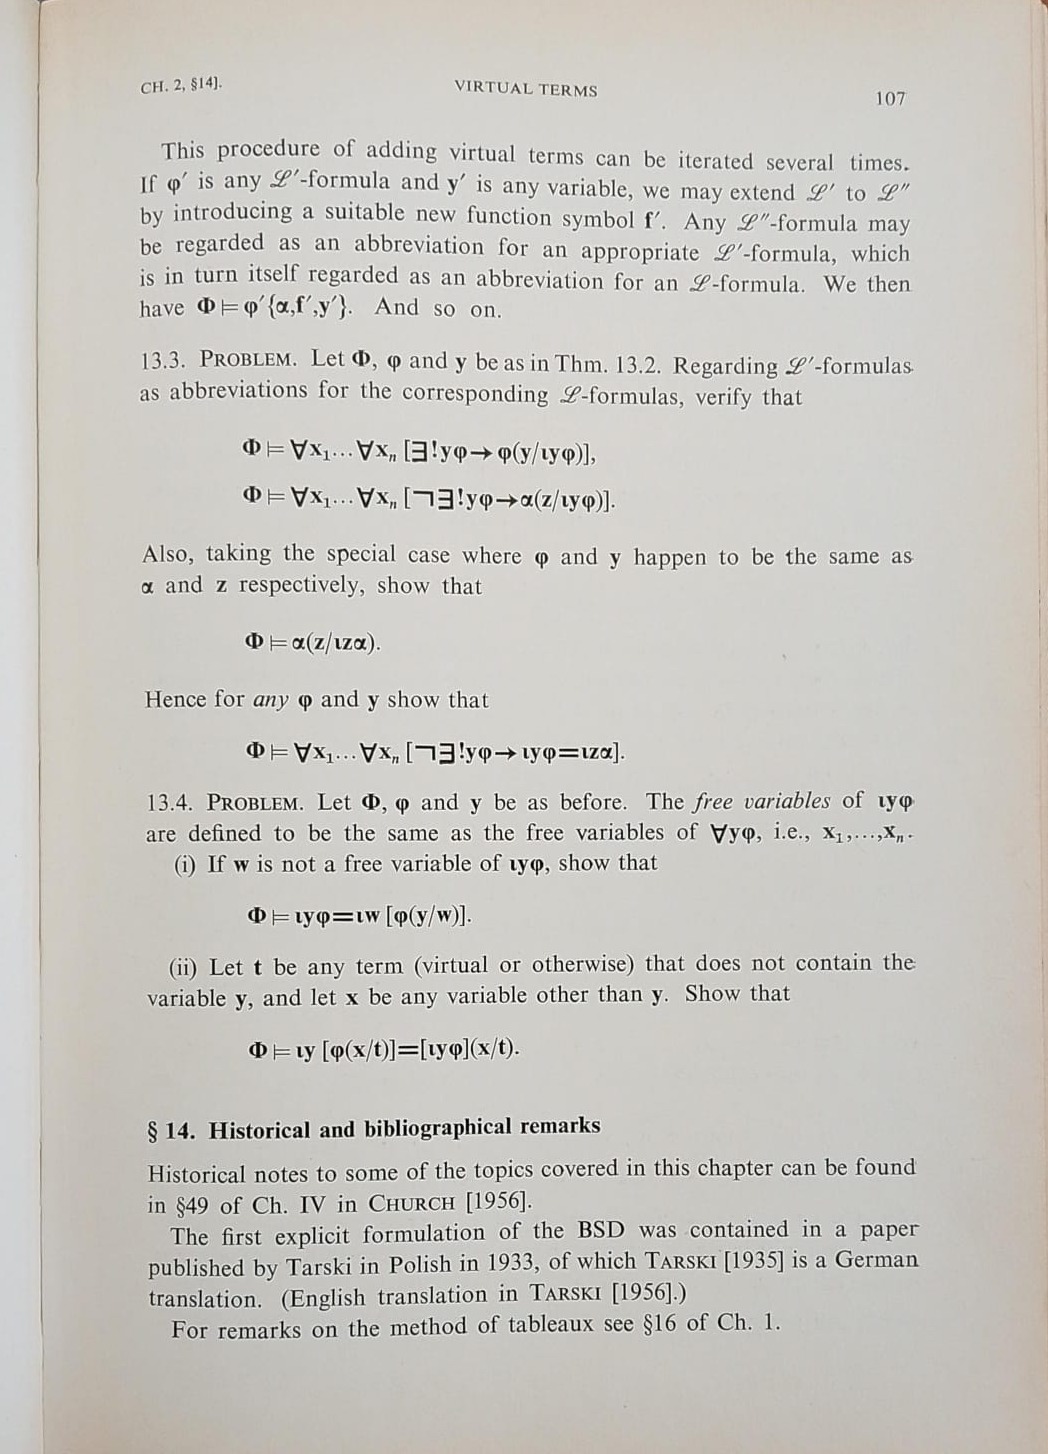 CH. 2, §14].
VIRTUAL TERMS
107
This procedure of adding virtual terms can be iterated several times.
If φ′ is any ℒ′-formula and y′ is any variable, we may extend ℒ′ to ℒ″
by introducing a suitable new function symbol f′. Any ℒ″-formula may
be regarded as an abbreviation for an appropriate ℒ′-formula, which
is in turn itself regarded as an abbreviation for an ℒ-formula. We then
have Φ⊨φ′{α,f′,y′}. And so on.
13.3. PROBLEM. Let Φ, φ and y be as in Thm. 13.2. Regarding ℒ′-formulas
as abbreviations for the corresponding ℒ-formulas, verify that
Φ⊨∀x₁...∀xₙ [∃!yφ→φ(y/ιyφ)],
Φ⊨∀x₁...∀xₙ [¬∃!yφ→α(z/ιyφ)].
Also, taking the special case where φ and y happen to be the same as
α and z respectively, show that
Φ⊨α(z/ιzα).
Hence for any φ and y show that
Φ⊨∀x₁...∀xₙ [¬∃!yφ→ιyφ=ιzα].
13.4. PROBLEM. Let Φ, φ and y be as before. The free variables of ιyφ
are defined to be the same as the free variables of ∀yφ, i.e., x₁,...,xₙ.
(i) If w is not a free variable of ιyφ, show that
Φ⊨ιyφ=ιw [φ(y/w)].
(ii) Let t be any term (virtual or otherwise) that does not contain the
variable y, and let x be any variable other than y. Show that
Φ⊨ιy [φ(x/t)]=[ιyφ](x/t).
§ 14. Historical and bibliographical remarks
Historical notes to some of the topics covered in this chapter can be found
in §49 of Ch. IV in CHURCH [1956].
The first explicit formulation of the BSD was contained in a paper
published by Tarski in Polish in 1933, of which TARSKI [1935] is a German
translation. (English translation in TARSKI [1956].)
For remarks on the method of tableaux see §16 of Ch. 1.